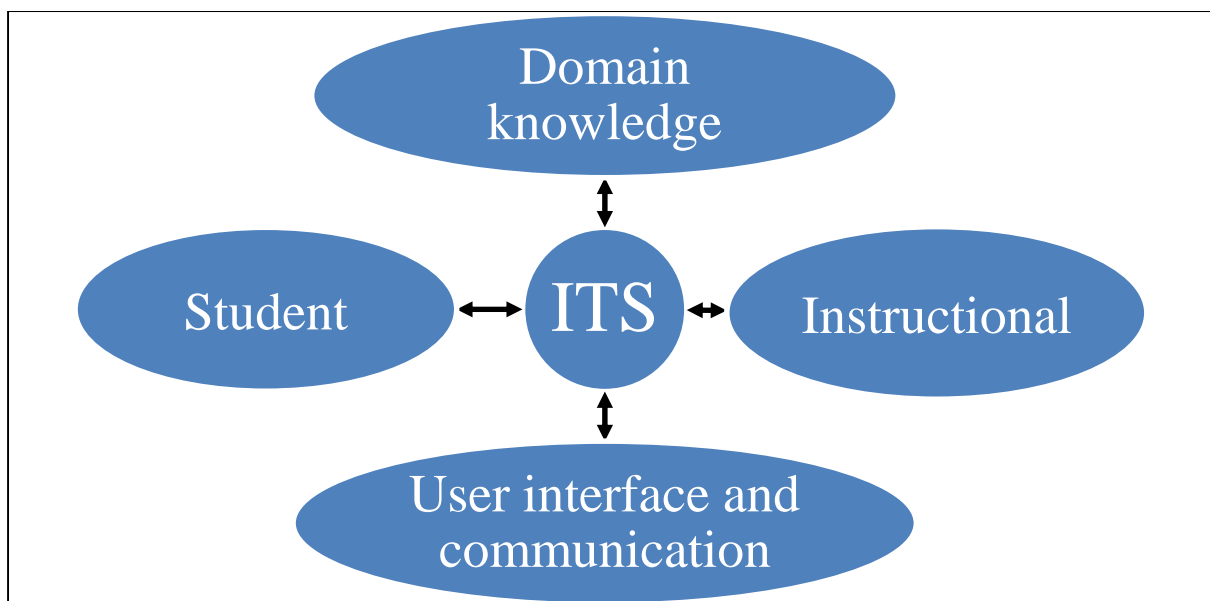 Domain
knowledge
Student
ITS
Instructional
User interface and
communication